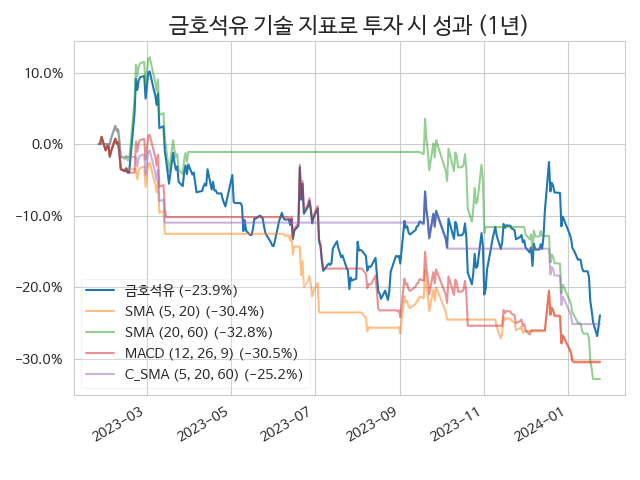 금호석유 기술 지표로 투자 시 성과 (1년)
10.0%
0.0%
−10.0%
−20.0%
−30.0%
금호석유 (−23.9%)
SMA (5, 20) (−30.4%)
SMA (20, 60) (−32.8%)
MACD (12, 26, 9) (−30.5%)
C_SMA (5, 20, 60) (−25.2%)
2023−03
2023−05
2023−07
2023−09
2023−11
2024−01